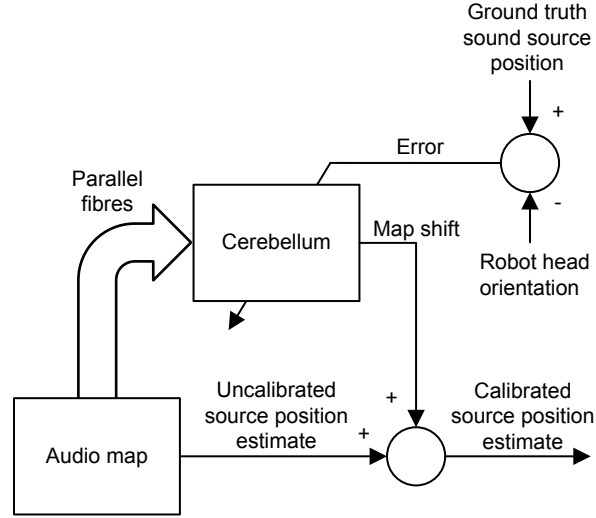 Ground truth
sound source
position
+
Error
-
Parallel
fibres
Cerebellum
Map shift
Robot head
orientation
Uncalibrated
source position
estimate
+
+
Calibrated
source position
estimate
Audio map